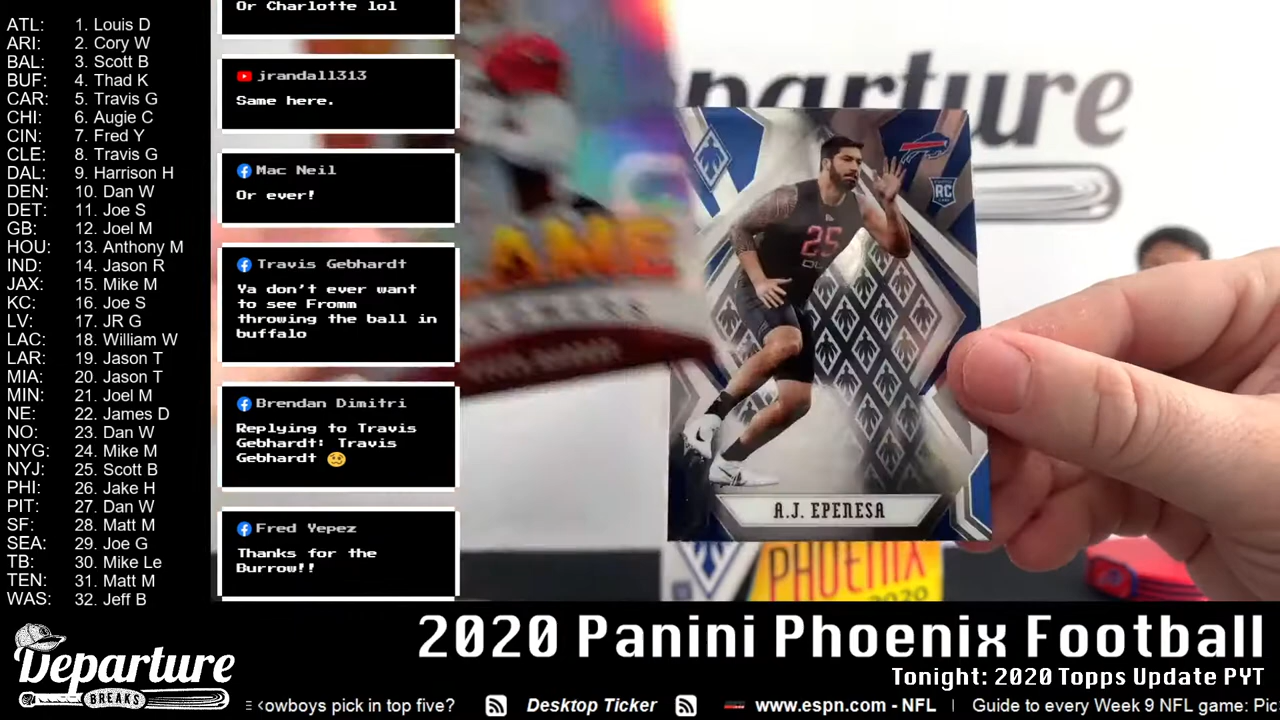 ATL: 1. Louis D
ARI: 2. Cory W
BAL: 3. Scott B
BUF: 4. Thad K
CAR: 5. Travis G
CHI: 6. Augie C
CIN: 7. Fred Y
CLE: 8. Travis G
DAL: 9. Harrison H
DEN: 10. Dan W
DET: 11. Joe S
GB: 12. Joel M
HOU: 13. Anthony M
IND: 14. Jason R
JAX: 15. Mike M
KC: 16. Joe S
LV: 17. JR G
LAC: 18. William W
LAR: 19. Jason T
MIA: 20. Jason T
MIN: 21. Joel M
NE: 22. James D
NO: 23. Dan W
NYG: 24. Mike M
NYJ: 25. Scott B
PHI: 26. Jake H
PIT: 27. Dan W
SF: 28. Matt M
SEA: 29. Joe G
TB: 30. Mike Le
TEN: 31. Matt M
WAS: 32. Jeff B
Or Charlotte lol
jrandall313
Same here.
Mac Neil
Or ever!
Travis Gebhardt
Ya don't ever want
to see Fromm
throwing the ball in
buffalo
Brendan Dimitri
Replying to Travis
Gebhardt: Travis
Gebhardt 🥴
Fred Yepez
Thanks for the
Burrow!!
parture
RC
25
A.J. EPENESA
PHOENIX
2020
2020 Panini Phoenix Football
Tonight: 2020 Topps Update PYT
Departure
BREAKS
owboys pick in top five? Desktop Ticker www.espn.com - NFL | Guide to every Week 9 NFL game: Pic